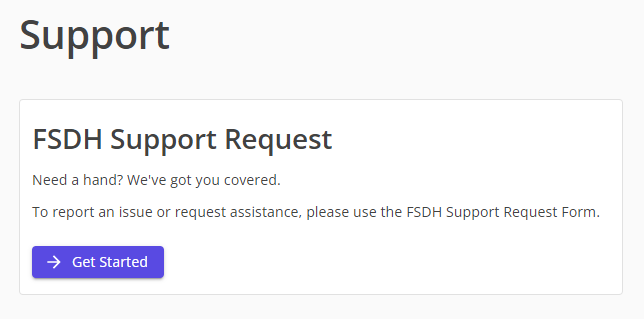 Support
FSDH Support Request
Need a hand? We've got you covered.
To report an issue or request assistance, please use the FSDH Support Request Form.
Get Started